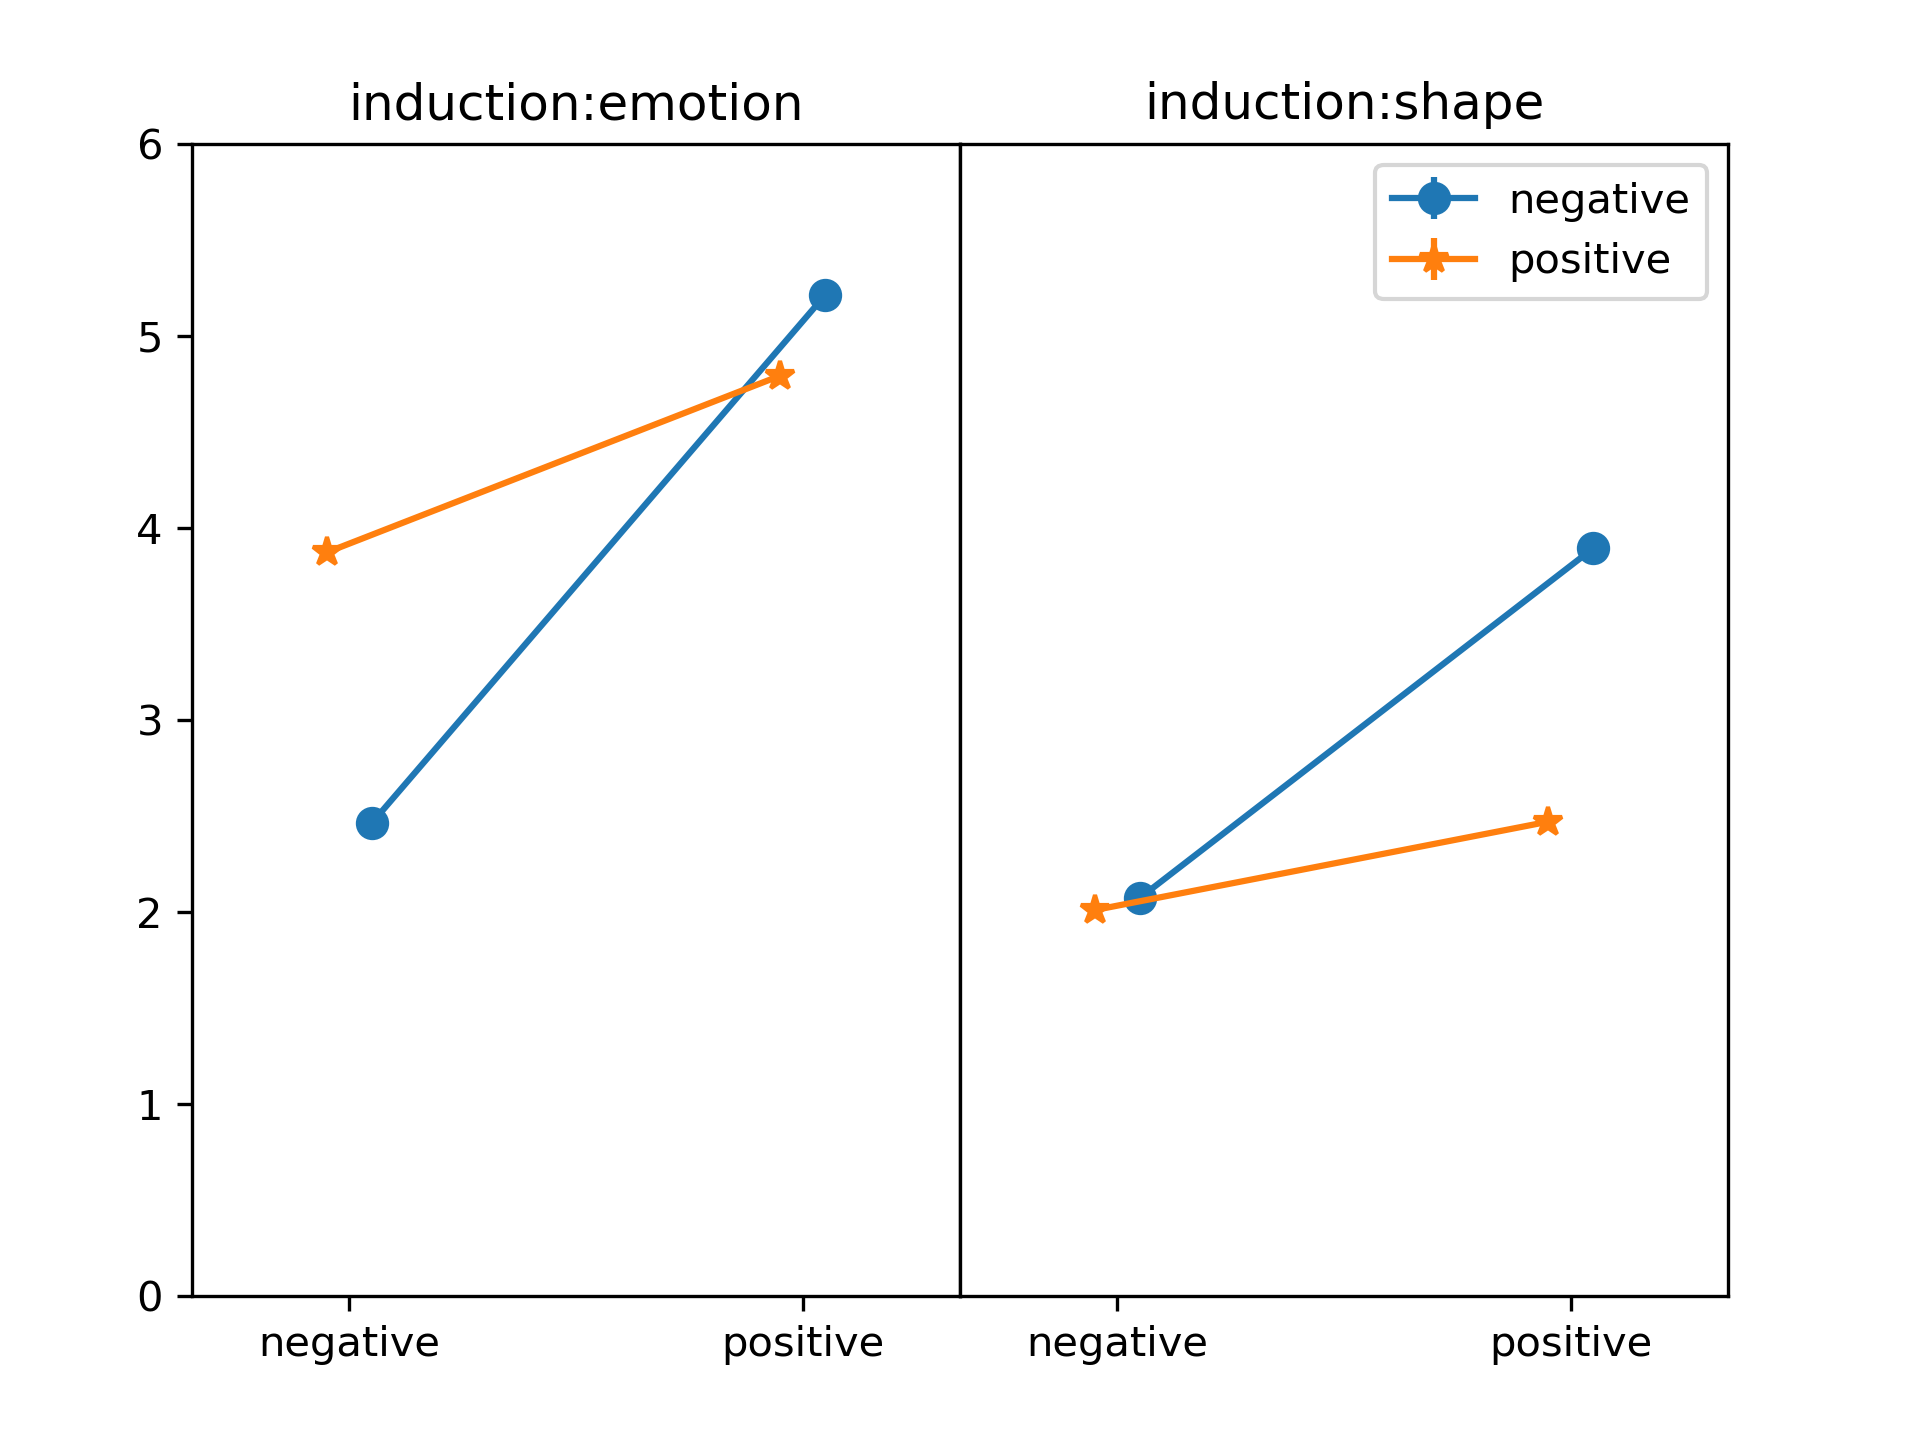 induction:emotion
induction:shape
6
5
4
3
2
1
0
negative
positive
negative
positive
negative
positive